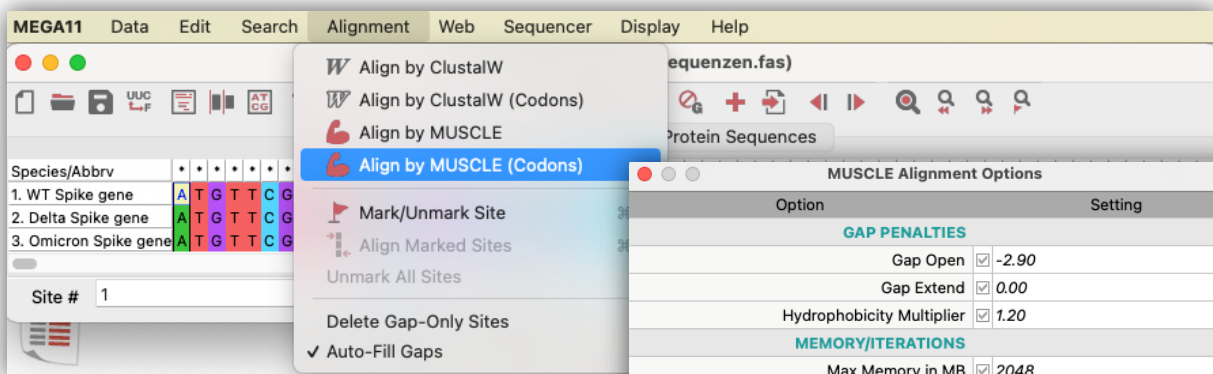 MEGA11 Data Edit Search Alignment Web Sequencer Display Help
equenzen.fas)
Align by ClustalW
Align by ClustalW (Codons)
Align by MUSCLE
Align by MUSCLE (Codons)
Mark/Unmark Site
Align Marked Sites
Unmark All Sites
Delete Gap-Only Sites
✓ Auto-Fill Gaps
UUC
F
AT
CG
G
Protein Sequences
Species/Abbrv * * * * * * *
1. WT Spike gene A T G T T C G
2. Delta Spike gene A T G T T C G
3. Omicron Spike gene A T G T T C G
Site # 1
MUSCLE Alignment Options
Option Setting
GAP PENALTIES
Gap Open -2.90
Gap Extend 0.00
Hydrophobicity Multiplier 1.20
MEMORY/ITERATIONS
Max Memory in MB 2048